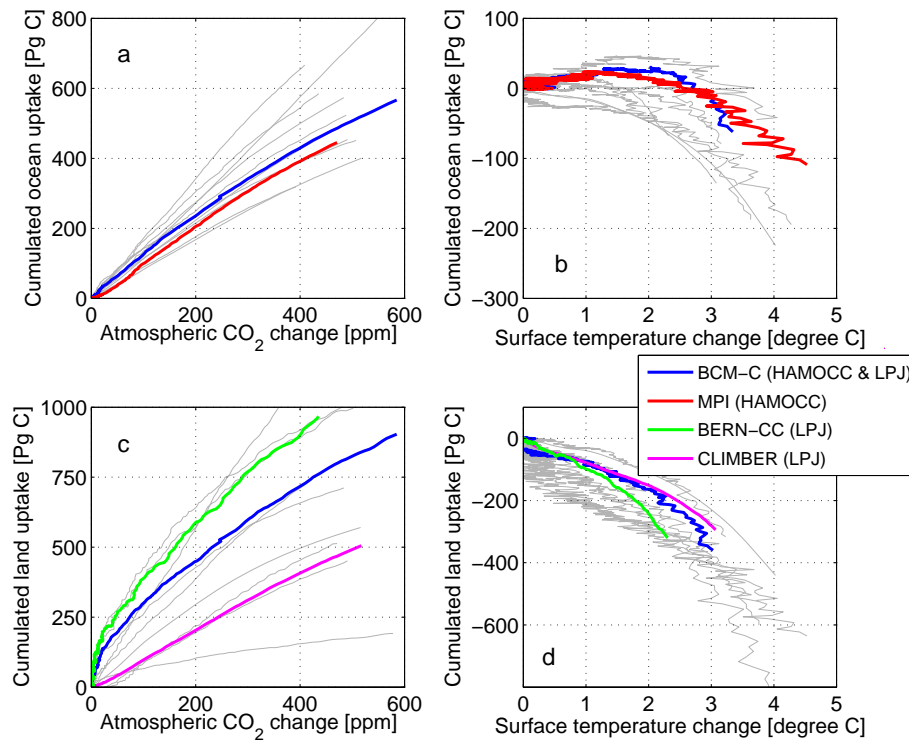 a
Cumulated ocean uptake [Pg C]
800
600
400
200
0
0 200 400 600
Atmospheric CO2 change [ppm]
b
Cumulated ocean uptake [Pg C]
100
0
−100
−200
−300
0 1 2 3 4 5
Surface temperature change [degree C]
BCM−C (HAMOCC & LPJ)
MPI (HAMOCC)
BERN−CC (LPJ)
CLIMBER (LPJ)
c
Cumulated land uptake [Pg C]
1000
750
500
250
0
0 200 400 600
Atmospheric CO2 change [ppm]
d
Cumulated land uptake [Pg C]
0
−200
−400
−600
0 1 2 3 4 5
Surface temperature change [degree C]